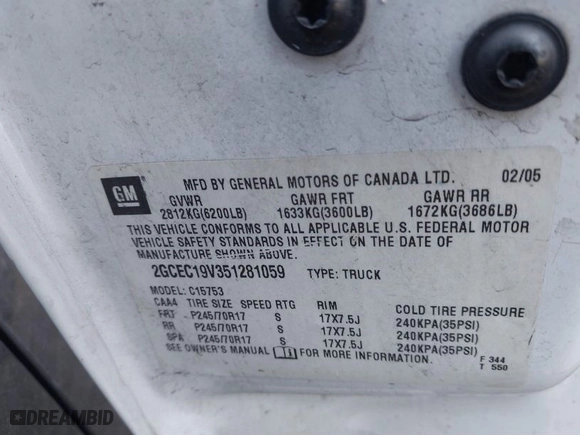 GM
MFD BY GENERAL MOTORS OF CANADA LTD. 02/05
GVWR GAWR FRT GAWR RR
2812KG(6200LB) 1633KG(3600LB) 1672KG(3686LB)
THIS VEHICLE CONFORMS TO ALL APPLICABLE U.S. FEDERAL MOTOR
VEHICLE SAFETY STANDARDS IN EFFECT ON THE DATE OF
MANUFACTURE SHOWN ABOVE.
2GCEC19V351281059 TYPE: TRUCK
MODEL: C15753
CAA4 TIRE SIZE SPEED RTG RIM COLD TIRE PRESSURE
FRT P245/70R17 S 17X7.5J 240KPA(35PSI)
RR P245/70R17 S 17X7.5J 240KPA(35PSI)
SPA P245/70R17 S 17X7.5J 240KPA(35PSI)
SEE OWNER'S MANUAL FOR MORE INFORMATION. F 344
T 550
DREAMBID